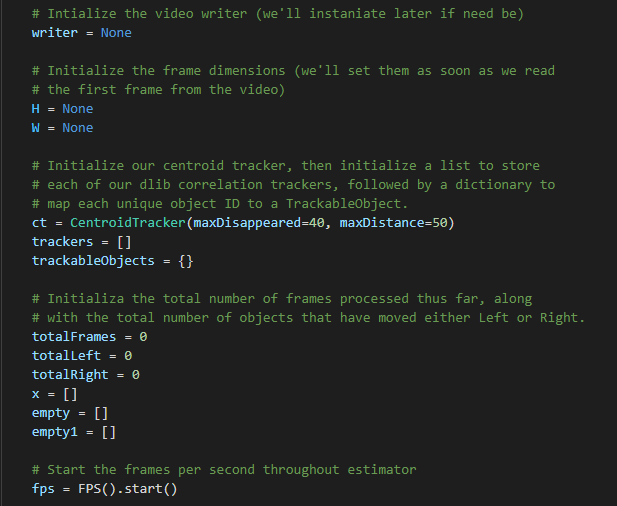 # Intialize the video writer (we'll instaniate later if need be)
writer = None
# Initialize the frame dimensions (we'll set them as soon as we read
# the first frame from the video)
H = None
W = None
# Initialize our centroid tracker, then initialize a list to store
# each of our dlib correlation trackers, followed by a dictionary to
# map each unique object ID to a TrackableObject.
ct = CentroidTracker(maxDisappeared=40, maxDistance=50)
trackers = []
trackableObjects = {}
# Initializa the total number of frames processed thus far, along
# with the total number of objects that have moved either Left or Right.
totalFrames = 0
totalLeft = 0
totalRight = 0
x = []
empty = []
empty1 = []
# Start the frames per second throughout estimator
fps = FPS().start()